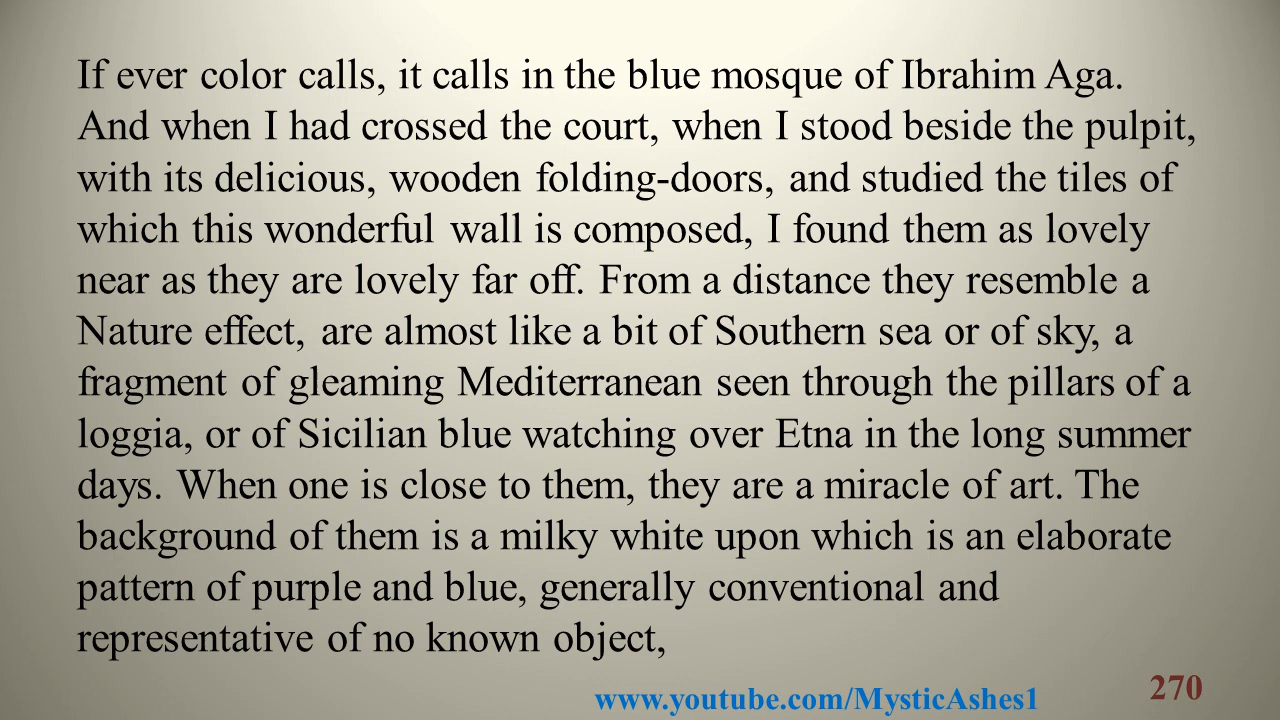 If ever color calls, it calls in the blue mosque of Ibrahim Aga.
And when I had crossed the court, when I stood beside the pulpit,
with its delicious, wooden folding-doors, and studied the tiles of
which this wonderful wall is composed, I found them as lovely
near as they are lovely far off. From a distance they resemble a
Nature effect, are almost like a bit of Southern sea or of sky, a
fragment of gleaming Mediterranean seen through the pillars of a
loggia, or of Sicilian blue watching over Etna in the long summer
days. When one is close to them, they are a miracle of art. The
background of them is a milky white upon which is an elaborate
pattern of purple and blue, generally conventional and
representative of no known object,
www.youtube.com/MysticAshes1
270